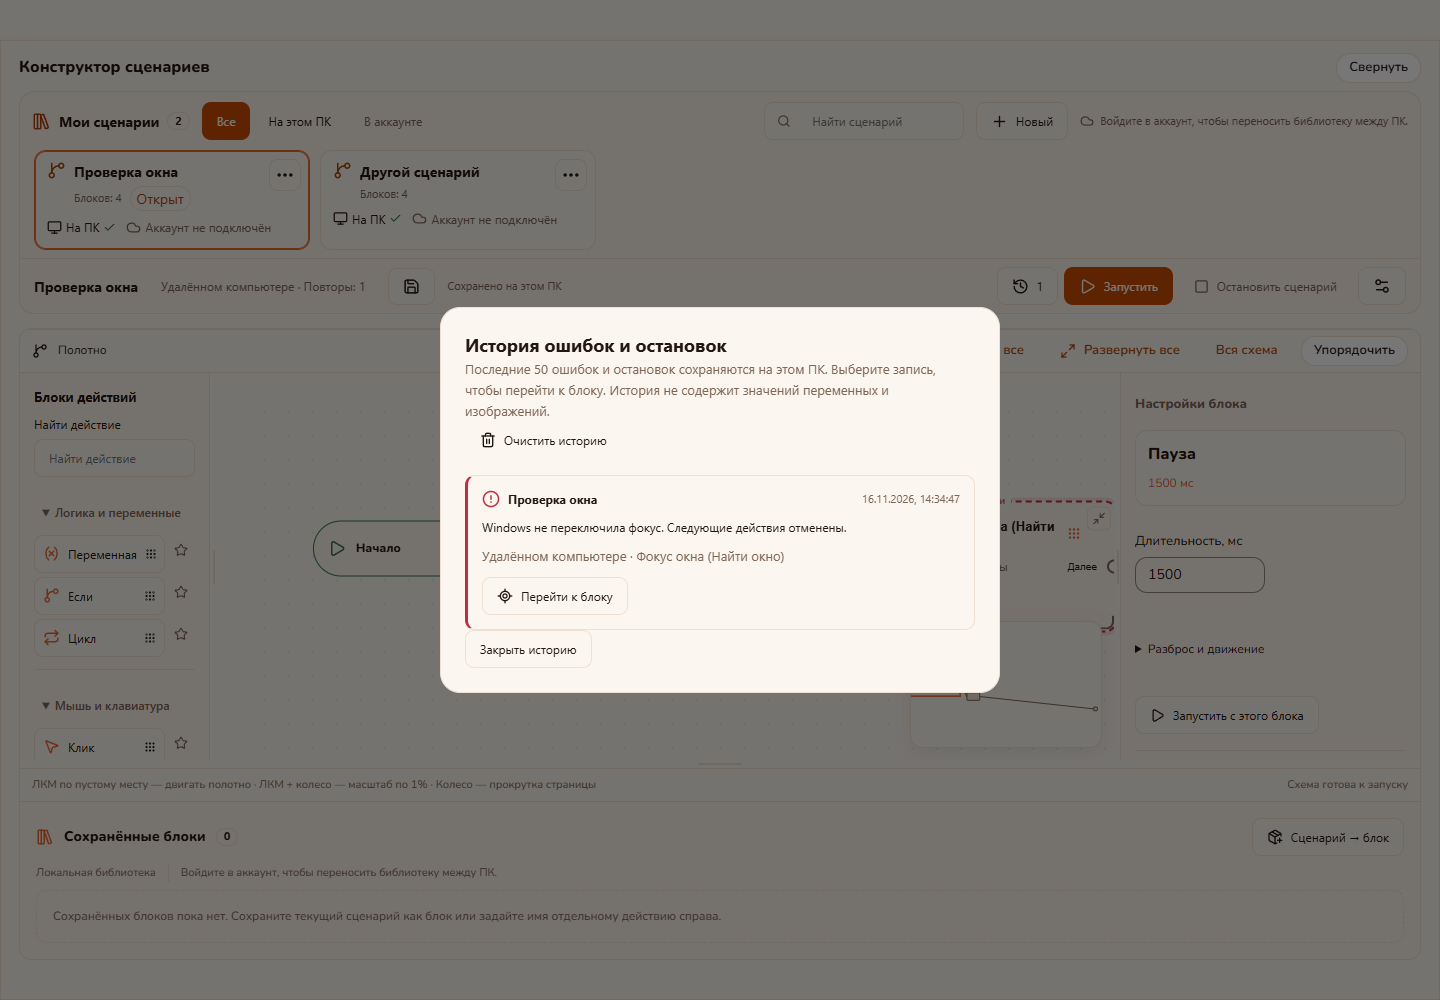 Конструктор сценариев
Свернуть
Мои сценарии 2 Все На этом ПК В аккаунте
Найти сценарий
Новый
Войдите в аккаунт, чтобы переносить библиотеку между ПК.
Проверка окна
Блоков: 4 Открыт
На ПК Аккаунт не подключён
Другой сценарий
Блоков: 4
На ПК Аккаунт не подключён
Проверка окна Удалённом компьютере · Повторы: 1 Сохранено на этом ПК
1 Запустить Остановить сценарий
Полотно
все Развернуть все Вся схема Упорядочить
Блоки действий
Найти действие
Найти действие
Логика и переменные
Переменная
Если
Цикл
Мышь и клавиатура
Клик
Начало
История ошибок и остановок
Последние 50 ошибок и остановок сохраняются на этом ПК. Выберите запись,
чтобы перейти к блоку. История не содержит значений переменных и
изображений.
Очистить историю
Проверка окна 16.11.2026, 14:34:47
Windows не переключила фокус. Следующие действия отменены.
Удалённом компьютере · Фокус окна (Найти окно)
Перейти к блоку
Закрыть историю
и
а (Найти
ы Далее
Настройки блока
Пауза
1500 мс
Длительность, мс
1500
Разброс и движение
Запустить с этого блока
ЛКМ по пустому месту — двигать полотно · ЛКМ + колесо — масштаб по 1% · Колесо — прокрутка страницы
Схема готова к запуску
Сохранённые блоки 0
Сценарий → блок
Локальная библиотека Войдите в аккаунт, чтобы переносить библиотеку между ПК.
Сохранённых блоков пока нет. Сохраните текущий сценарий как блок или задайте имя отдельному действию справа.